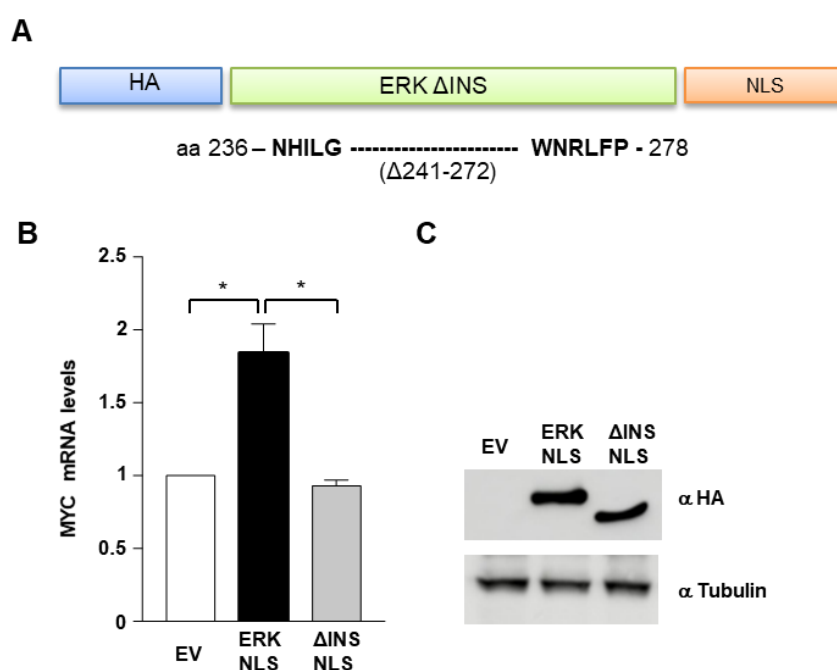 A
HA ERK ΔINS NLS
aa 236 – NHILG ---------------------- WNRLFP - 278
(Δ241-272)
B
MYC mRNA levels
2.5
2
1.5
1
0.5
0
* *
EV ERK NLS ΔINS NLS
C
EV ERK NLS ΔINS NLS
α HA
α Tubulin